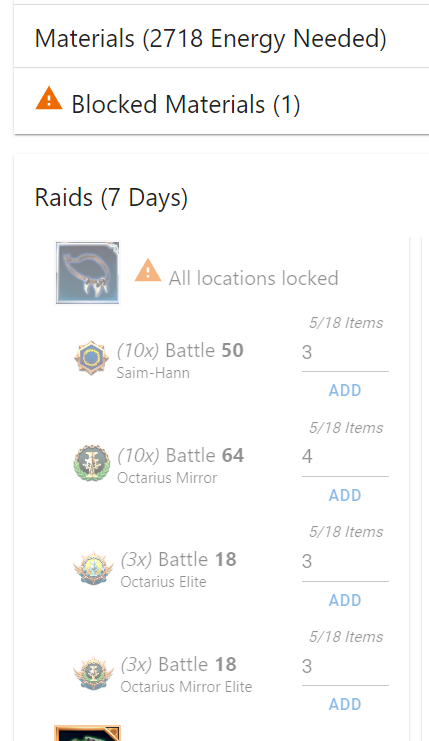 Materials (2718 Energy Needed)
Blocked Materials (1)
Raids (7 Days)
All locations locked
5/18 Items
(10x) Battle 50
3
Saim-Hann
ADD
5/18 Items
(10x) Battle 64
4
Octarius Mirror
ADD
5/18 Items
(3x) Battle 18
3
Octarius Elite
ADD
5/18 Items
(3x) Battle 18
3
Octarius Mirror Elite
ADD